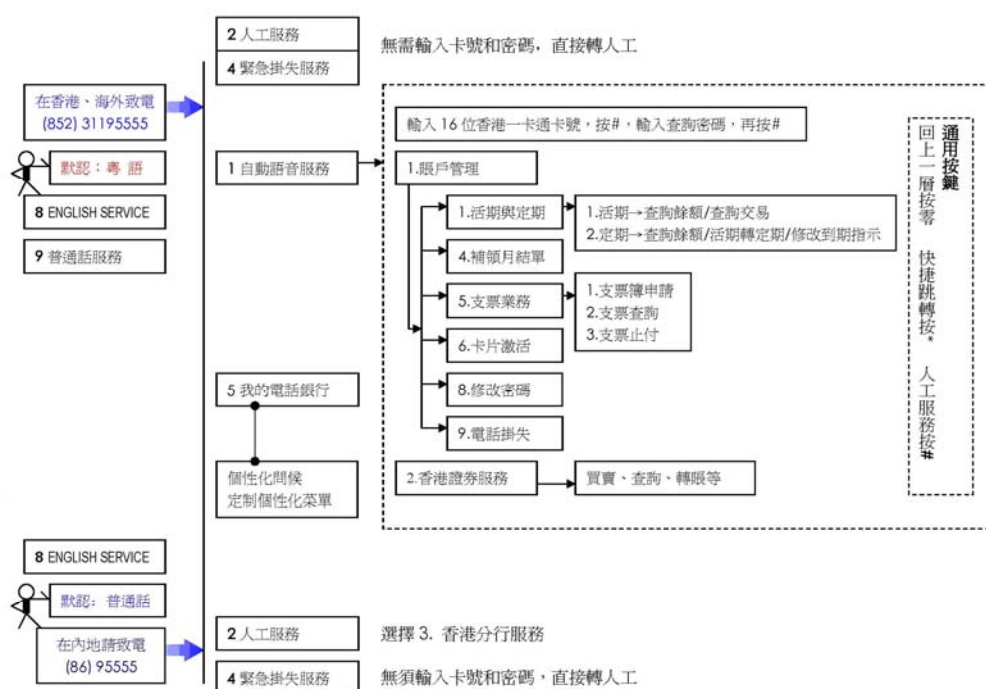 2 人工服務
4 緊急掛失服務
無需輸入卡號和密碼，直接轉人工
在香港、海外致電
(852) 31195555
默認：粵 語
8 ENGLISH SERVICE
9 普通話服務
1 自動語音服務
輸入 16 位香港一卡通卡號，按#，輸入查詢密碼，再按#
1.賬戶管理
1.活期與定期
1.活期→查詢餘額/查詢交易
2.定期→查詢餘額/活期轉定期/修改到期指示
4.補領月結單
5.支票業務
1.支票簿申請
2.支票查詢
3.支票止付
6.卡片激活
8.修改密碼
9.電話掛失
2.香港證券服務
買賣、查詢、轉賬等
通用按鍵
回上一層按零 快捷跳轉按* 人工服務按#
5 我的電話銀行
個性化問候
定制個性化菜單
8 ENGLISH SERVICE
默認：普通話
在內地請致電
(86) 95555
2 人工服務
選擇 3. 香港分行服務
4 緊急掛失服務
無須輸入卡號和密碼，直接轉人工